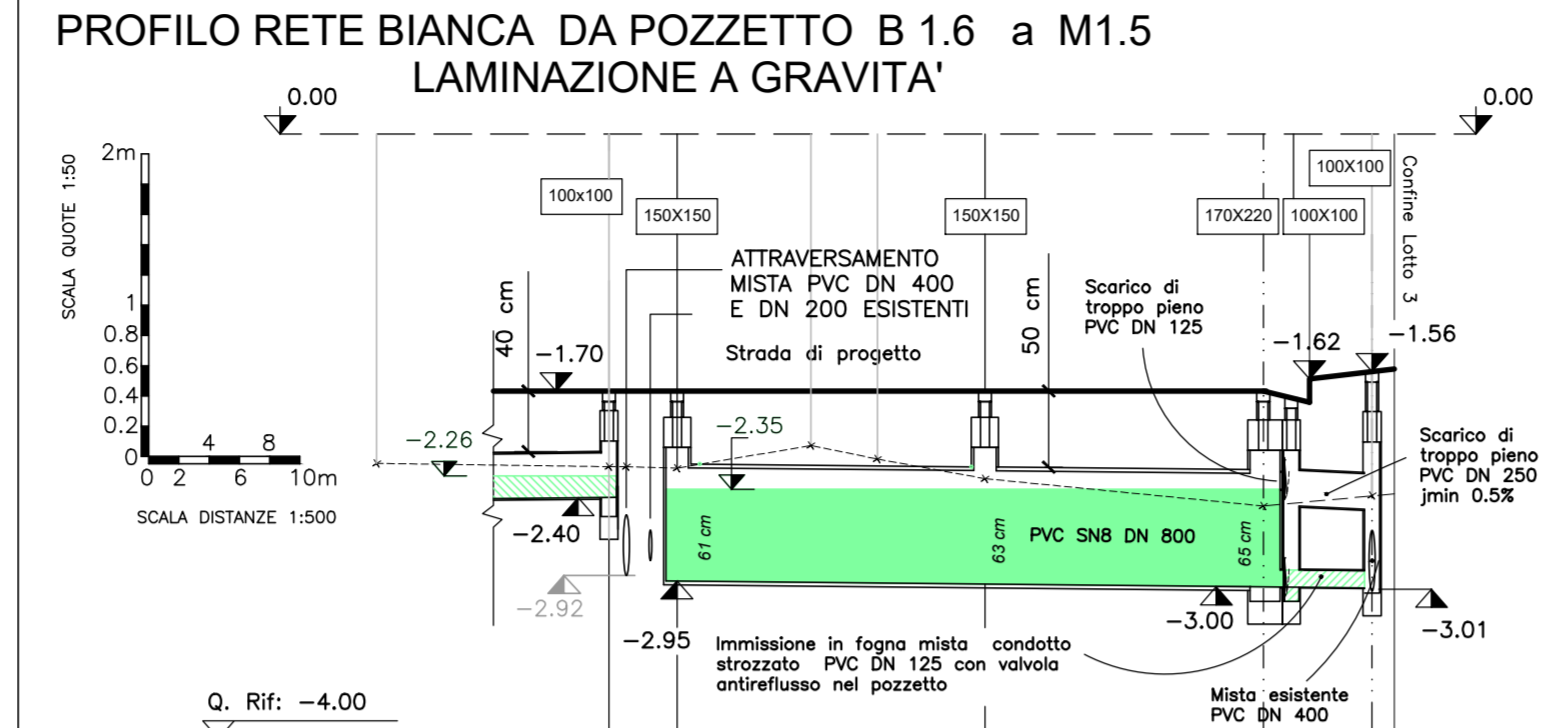 PROFILO RETE BIANCA DA POZZETTO B 1.6 a M1.5
LAMINAZIONE A GRAVITA'
0.00
0.00
SCALA QUOTE 1:50
2m
1
0.8
0.6
0.4
0.2
0
4 8
0 2 6 10m
SCALA DISTANZE 1:500
100x100
150X150
150X150
170X220
100X100
100X100
Confine Lotto 3
ATTRAVERSAMENTO
MISTA PVC DN 400
E DN 200 ESISTENTI
Strada di progetto
40 cm
50 cm
Scarico di
troppo pieno
PVC DN 125
-1.70
-1.62
-1.56
-2.26
-2.35
Scarico di
troppo pieno
PVC DN 250
jmin 0.5%
-2.40
61 cm
63 cm
PVC SN8 DN 800
65 cm
-2.92
-2.95
-3.00
-3.01
Immissione in fogna mista condotto
strozzato PVC DN 125 con valvola
antireflusso nel pozzetto
Mista esistente
PVC DN 400
Q. Rif: -4.00